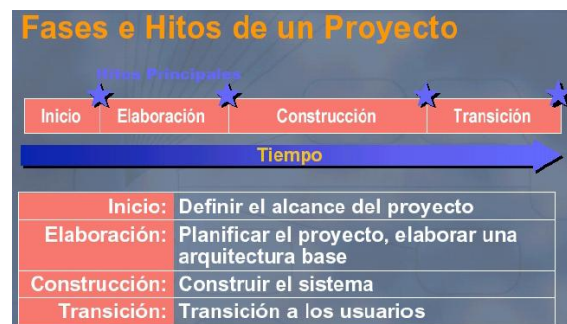 Fases e Hitos de un Proyecto
Hitos Principales
Inicio Elaboración Construcción Transición
Tiempo
Inicio: Definir el alcance del proyecto
Elaboración: Planificar el proyecto, elaborar una
arquitectura base
Construcción: Construir el sistema
Transición: Transición a los usuarios